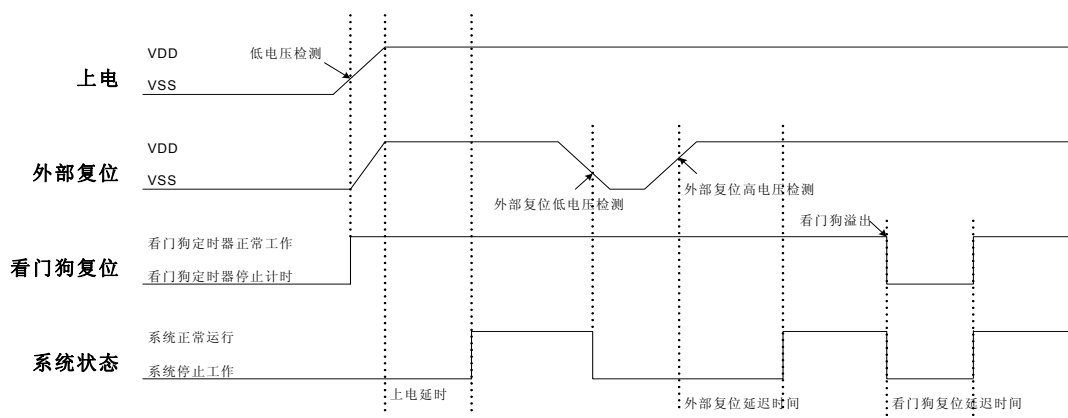 VDD
低电压检测
上电
VSS
VDD
外部复位
VSS
外部复位低电压检测
外部复位高电压检测
看门狗溢出
看门狗定时器正常工作
看门狗复位
看门狗定时器停止计时
系统正常运行
系统状态
系统停止工作
上电延时
外部复位延迟时间
看门狗复位延迟时间